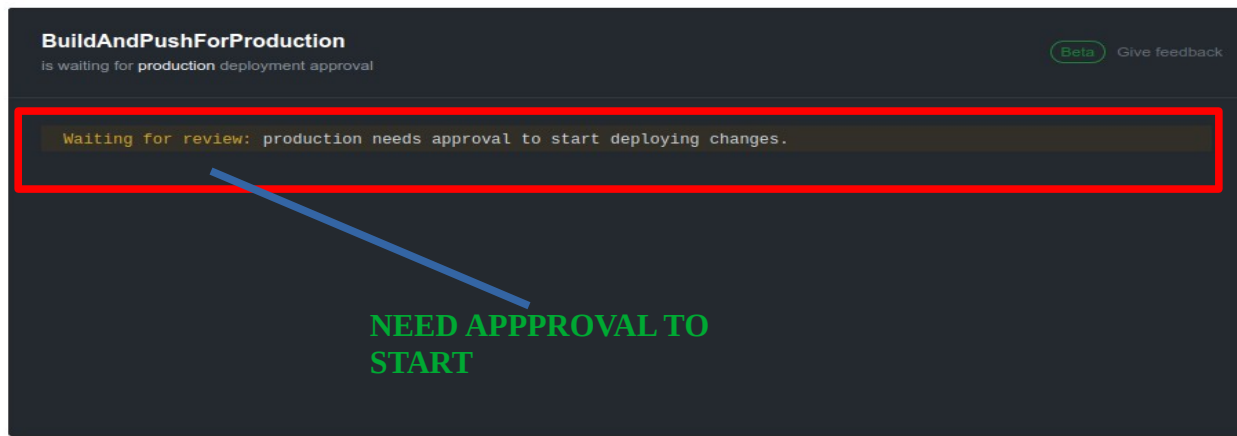 BuildAndPushForProduction
is waiting for production deployment approval
Beta Give feedback
Waiting for review: production needs approval to start deploying changes.
NEED APPPROVAL TO
START